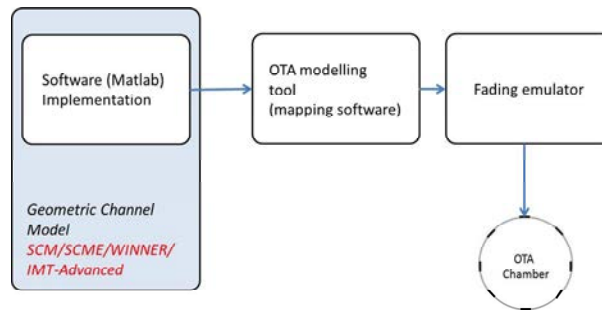 Software (Matlab)
Implementation
OTA modelling
tool
(mapping software)
Fading emulator
Geometric Channel
Model
SCM/SCME/WINNER/
IMT-Advanced
OTA
Chamber